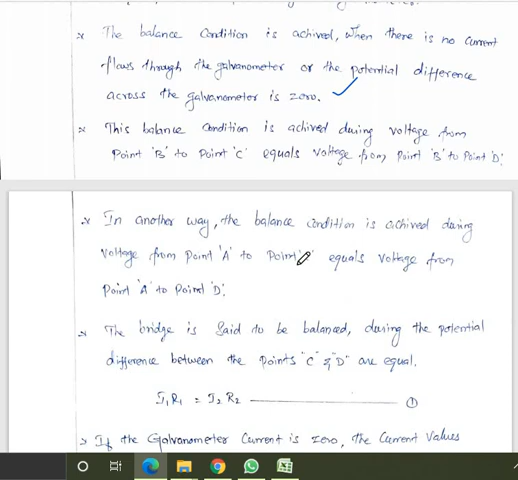 * The balance Condition is achived, When there is no Current
flows through the galvanometer or the potential difference
across the galvanometer is zero.
* This balance Condition is achived during voltage from
Point 'B' to Point 'C' equals voltage from Point 'B' to Point 'D'.
* In another way, the balance condition is achived during
Voltage from Point 'A' to Point equals voltage from
Point 'A' to Point 'D'.
* The bridge is Said to be balanced, during the potential
difference between the Points "C" & "D" are equal.
I₁R₁ = I₂R₂ ①
* If the Galvanometer Current is zero, the Current Values